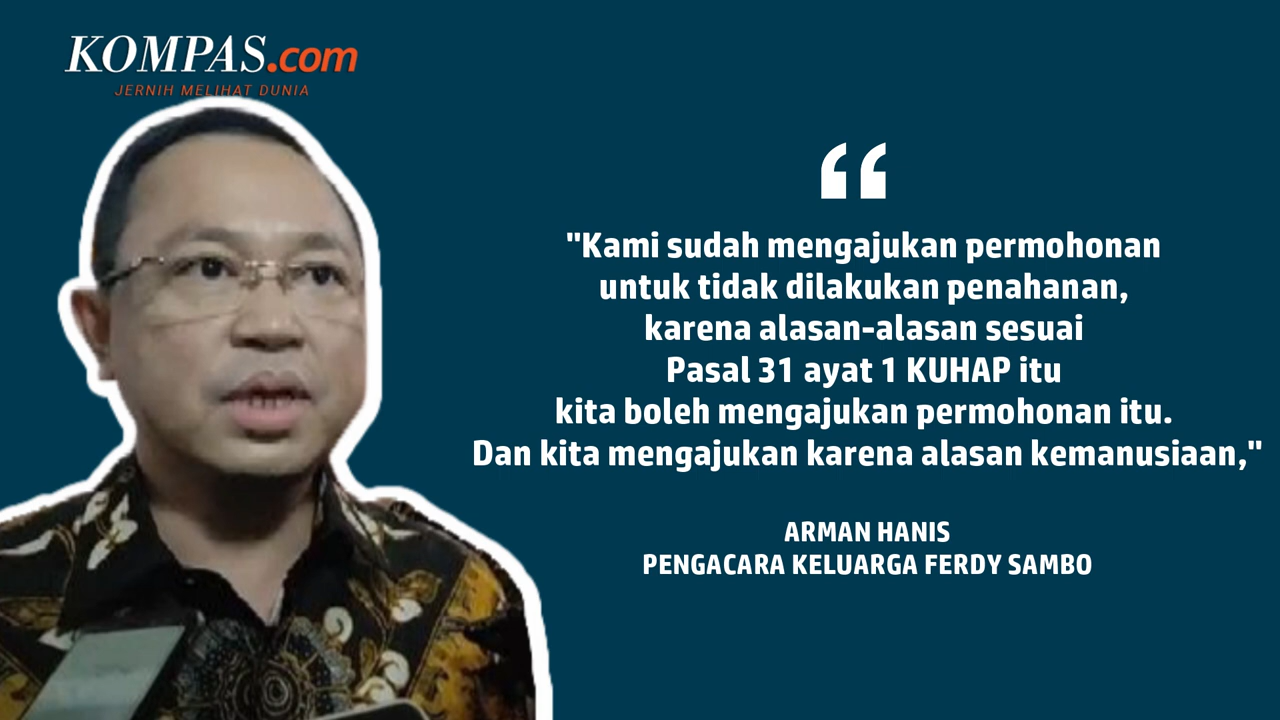 KOMPAS.com
JERNIH MELIHAT DUNIA
"Kami sudah mengajukan permohonan
untuk tidak dilakukan penahanan,
karena alasan-alasan sesuai
Pasal 31 ayat 1 KUHAP itu
kita boleh mengajukan permohonan itu.
Dan kita mengajukan karena alasan kemanusiaan,"
ARMAN HANIS
PENGACARA KELUARGA FERDY SAMBO